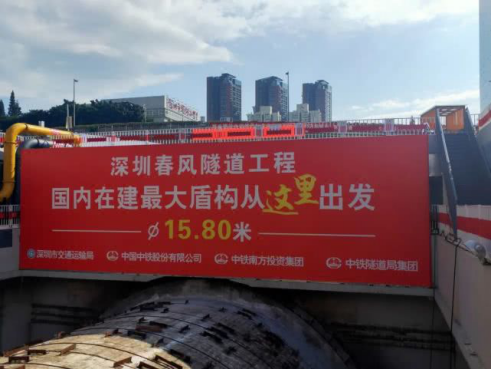 深圳春风隧道工程
国内在建最大盾构从这里出发
ø15.80米
深圳市交通运输局 中国中铁股份有限公司 中铁南方投资集团 中铁隧道局集团